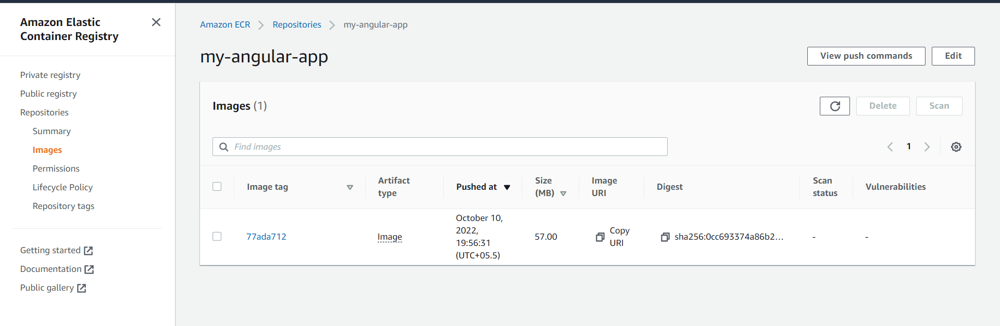 Amazon Elastic
Container Registry
Private registry
Public registry
Repositories
Summary
Images
Permissions
Lifecycle Policy
Repository tags
Getting started
Documentation
Public gallery
Amazon ECR
Repositories
my-angular-app
my-angular-app
View push commands
Edit
Images (1)
Delete
Scan
Find images
1
Image tag
Artifact
type
Pushed at
Size
(MB)
Image
URI
Digest
Scan
status
Vulnerabilities
77ada712
Image
October 10,
2022,
19:56:31
(UTC+05.5)
57.00
Copy
URI
sha256:0cc693374a86b2...
-
-